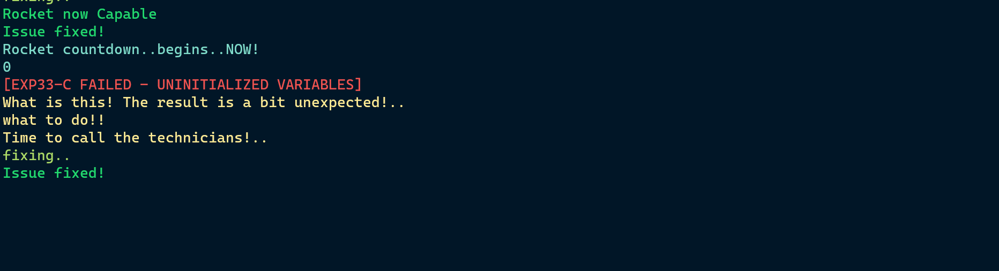 fixing..
Rocket now Capable
Issue fixed!
Rocket countdown..begins..NOW!
0
[EXP33-C FAILED - UNINITIALIZED VARIABLES]
What is this! The result is a bit unexpected!..
what to do!!
Time to call the technicians!..
fixing..
Issue fixed!